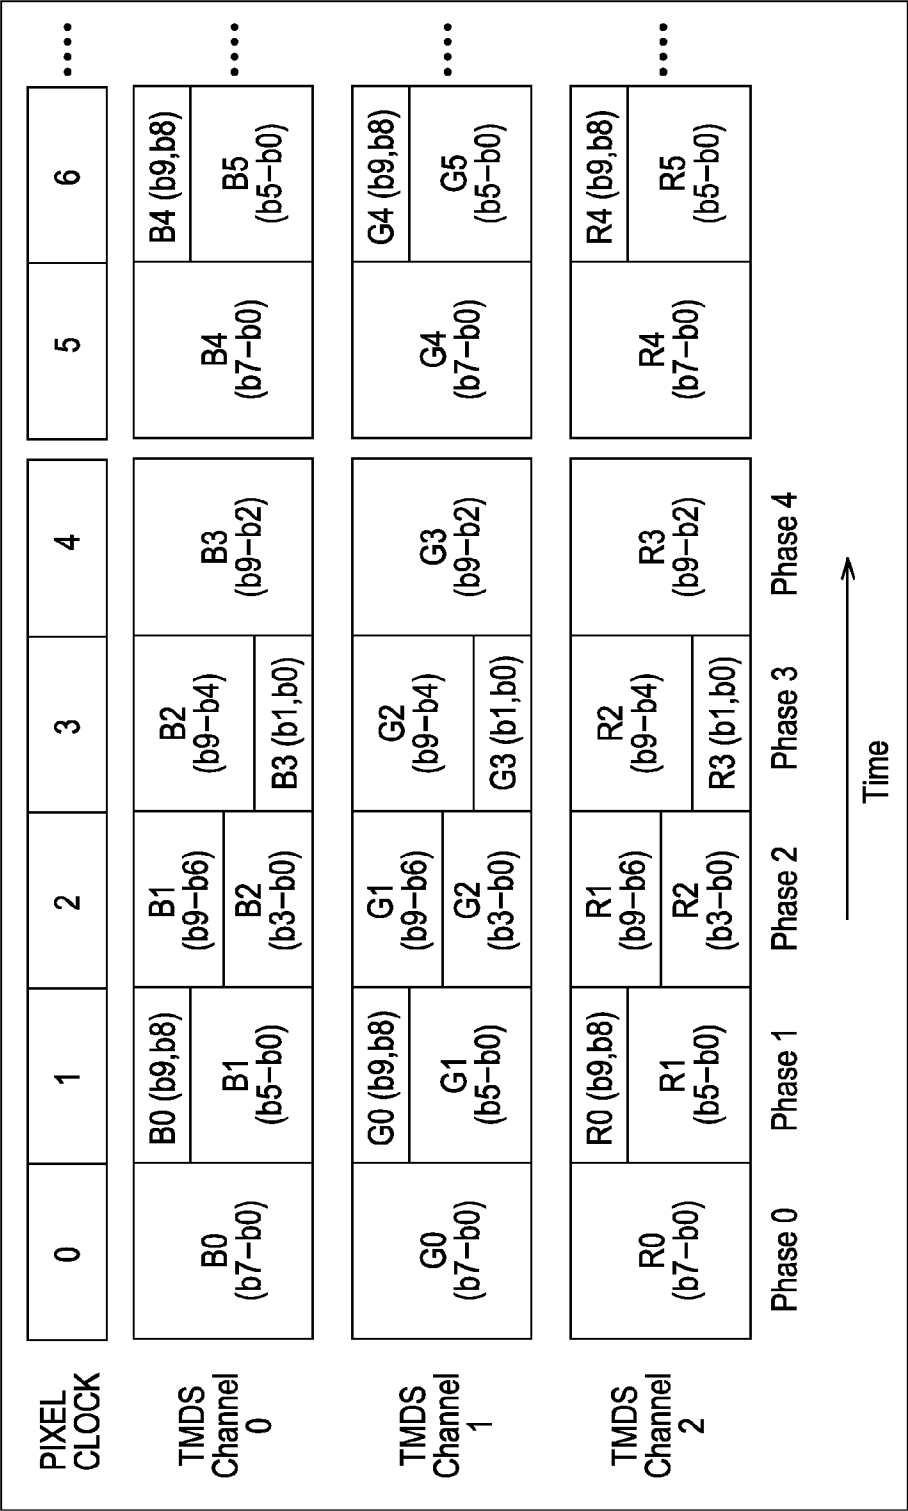 PIXEL
CLOCK
0
1
2
3
4
5
6
....
TMDS
Channel
0
B0
(b7−b0)
B0 (b9,b8)
B1
(b5−b0)
B1
(b9−b6)
B2
(b3−b0)
B2
(b9−b4)
B3 (b1,b0)
B3
(b9−b2)
B4
(b7−b0)
B4 (b9,b8)
B5
(b5−b0)
....
TMDS
Channel
1
G0
(b7−b0)
G0 (b9,b8)
G1
(b5−b0)
G1
(b9−b6)
G2
(b3−b0)
G2
(b9−b4)
G3 (b1,b0)
G3
(b9−b2)
G4
(b7−b0)
G4 (b9,b8)
G5
(b5−b0)
....
TMDS
Channel
2
R0
(b7−b0)
R0 (b9,b8)
R1
(b5−b0)
R1
(b9−b6)
R2
(b3−b0)
R2
(b9−b4)
R3 (b1,b0)
R3
(b9−b2)
R4
(b7−b0)
R4 (b9,b8)
R5
(b5−b0)
....
Phase 0
Phase 1
Phase 2
Phase 3
Phase 4
Time